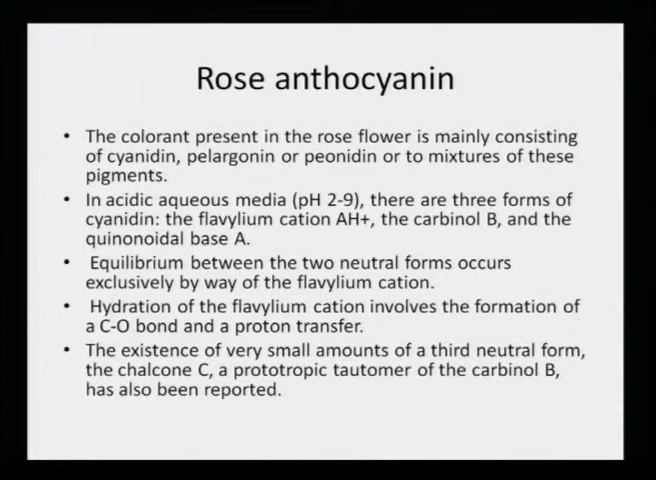 Rose anthocyanin
• The colorant present in the rose flower is mainly consisting
of cyanidin, pelargonin or peonidin or to mixtures of these
pigments.
• In acidic aqueous media (pH 2-9), there are three forms of
cyanidin: the flavylium cation AH+, the carbinol B, and the
quinonoidal base A.
• Equilibrium between the two neutral forms occurs
exclusively by way of the flavylium cation.
• Hydration of the flavylium cation involves the formation of
a C-O bond and a proton transfer.
• The existence of very small amounts of a third neutral form,
the chalcone C, a prototropic tautomer of the carbinol B,
has also been reported.